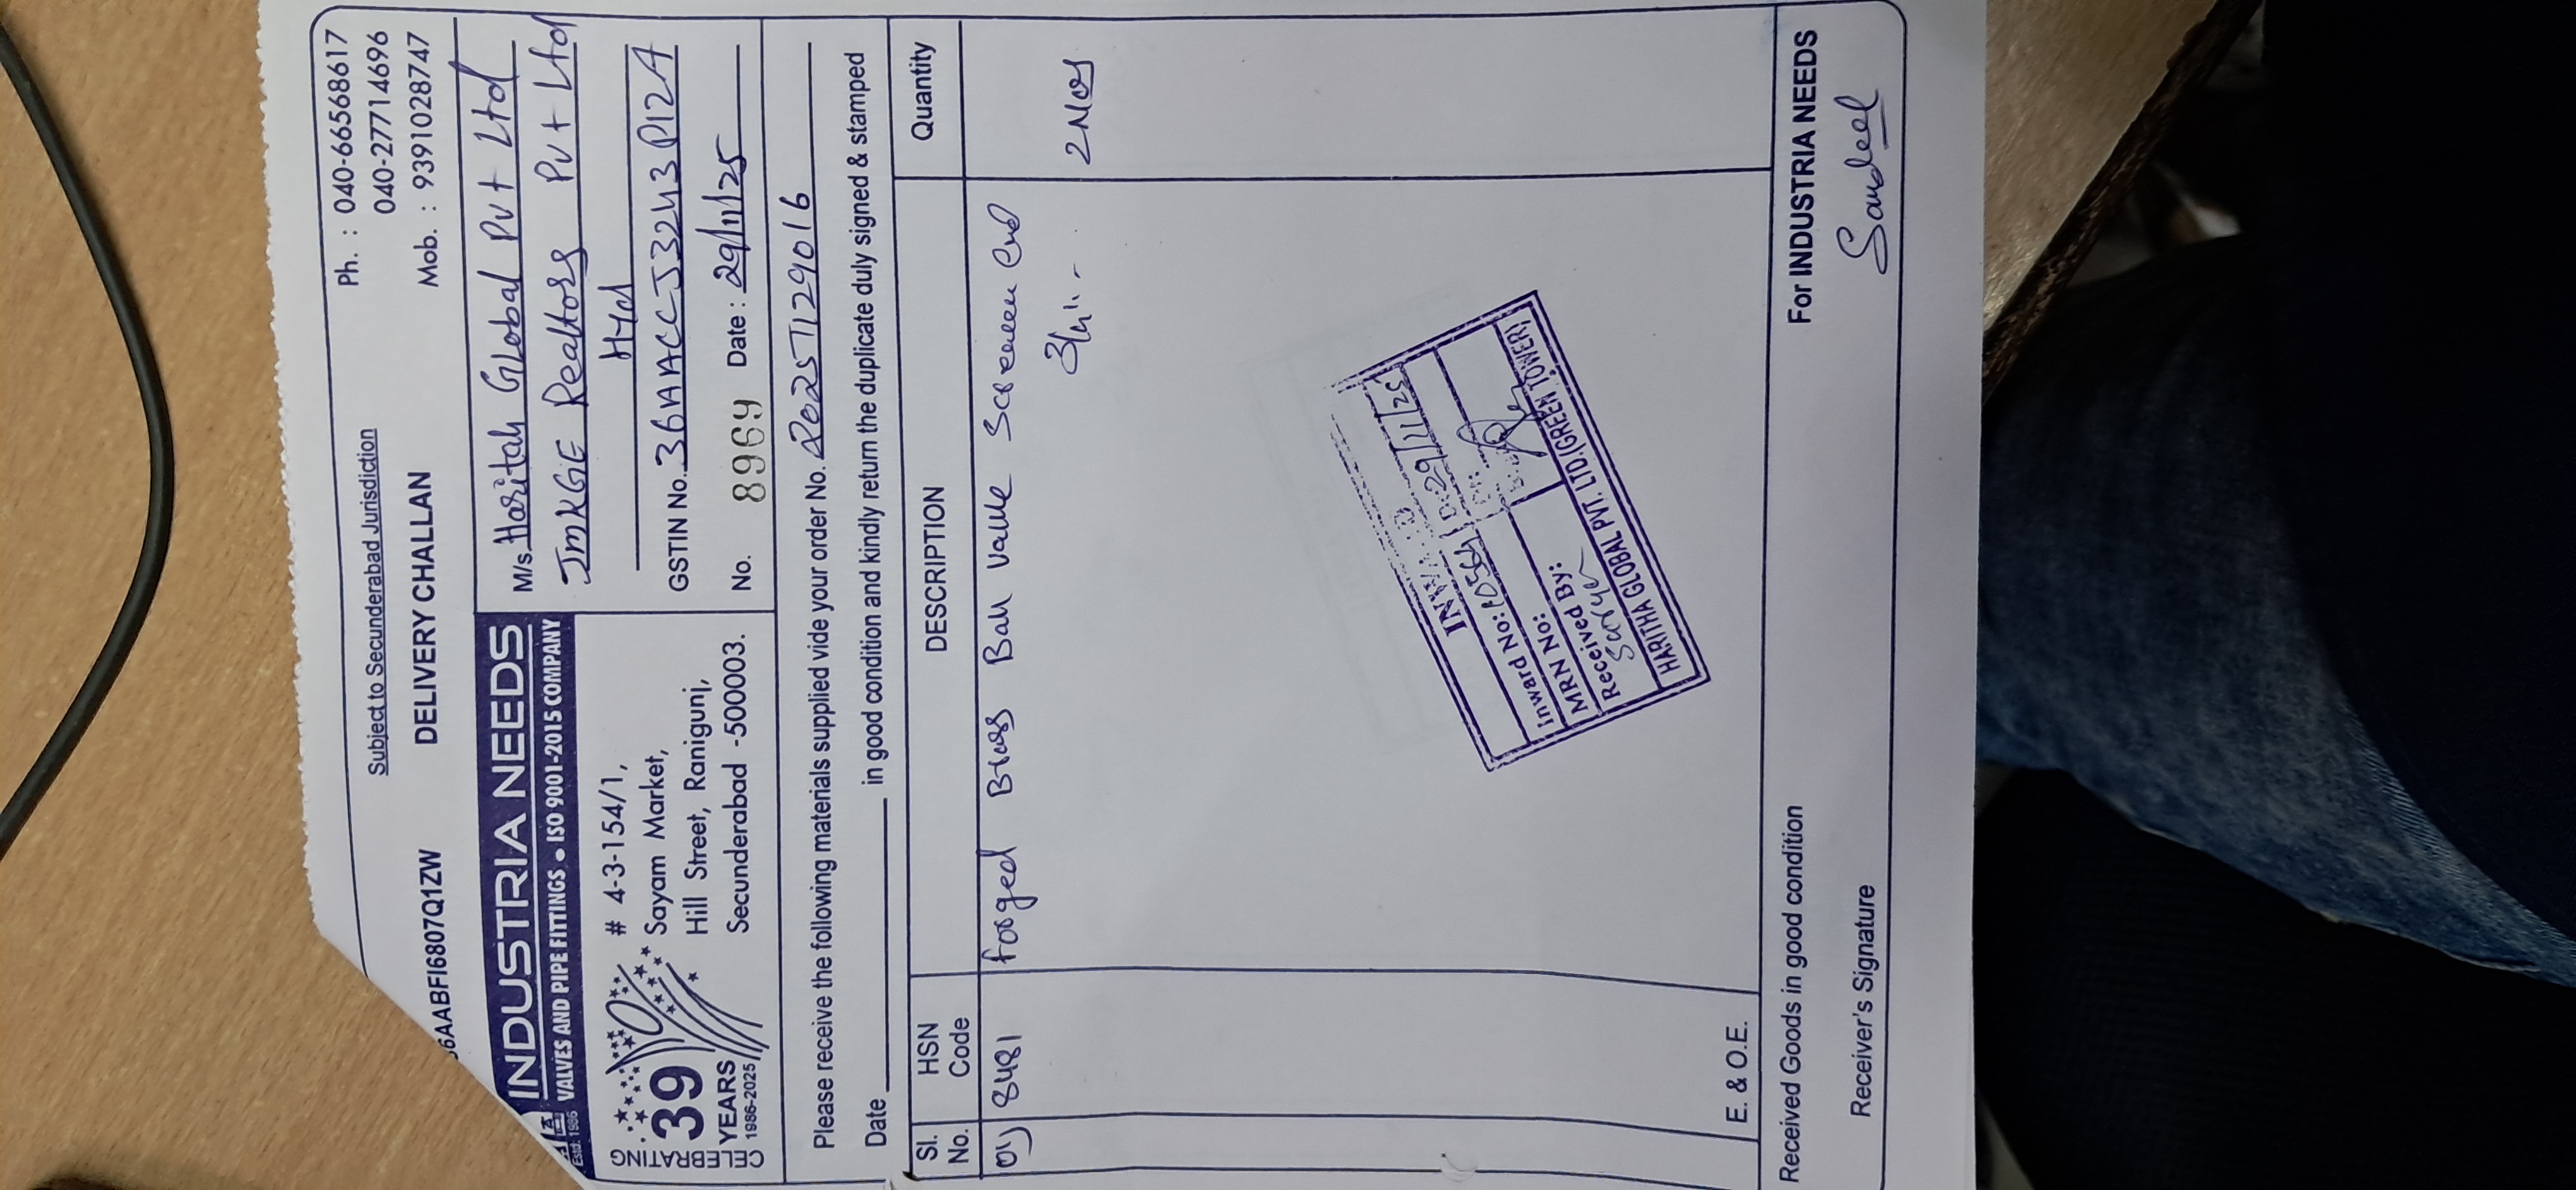 Subject to Secunderabad Jurisdiction
Ph. : 040-66568617
040-27714696
6AABFI6807Q1ZW DELIVERY CHALLAN Mob. : 9391028747
INDUSTRIA NEEDS
VALVES AND PIPE FITTINGS • ISO 9001-2015 COMPANY
Estd: 1986
CELEBRATING
39
YEARS
1986-2025
# 4-3-154/1,
Sayam Market,
Hill Street, Ranigunj,
Secunderabad -500003.
M/s. Haritah Global Pvt Ltd
JmkGE Realtors Pvt Ltd
Hyd
GSTIN No. 36AACCJ3243P1ZA
No. 8969 Date : 29/11/25
Please receive the following materials supplied vide your order No. 2025T1129016
Date in good condition and kindly return the duplicate duly signed & stamped
Sl. No. HSN Code DESCRIPTION Quantity
01) 8481 forged Brass Ball Valve Screwed End
3/4" - 2 Nos
INWARD
Inward No: D: 29/11/25
MRN No:
Received By:
HARITHA GLOBAL PVT. LTD.(GREEN TOWER)
E. & O.E.
Received Goods in good condition For INDUSTRIA NEEDS
Receiver's Signature